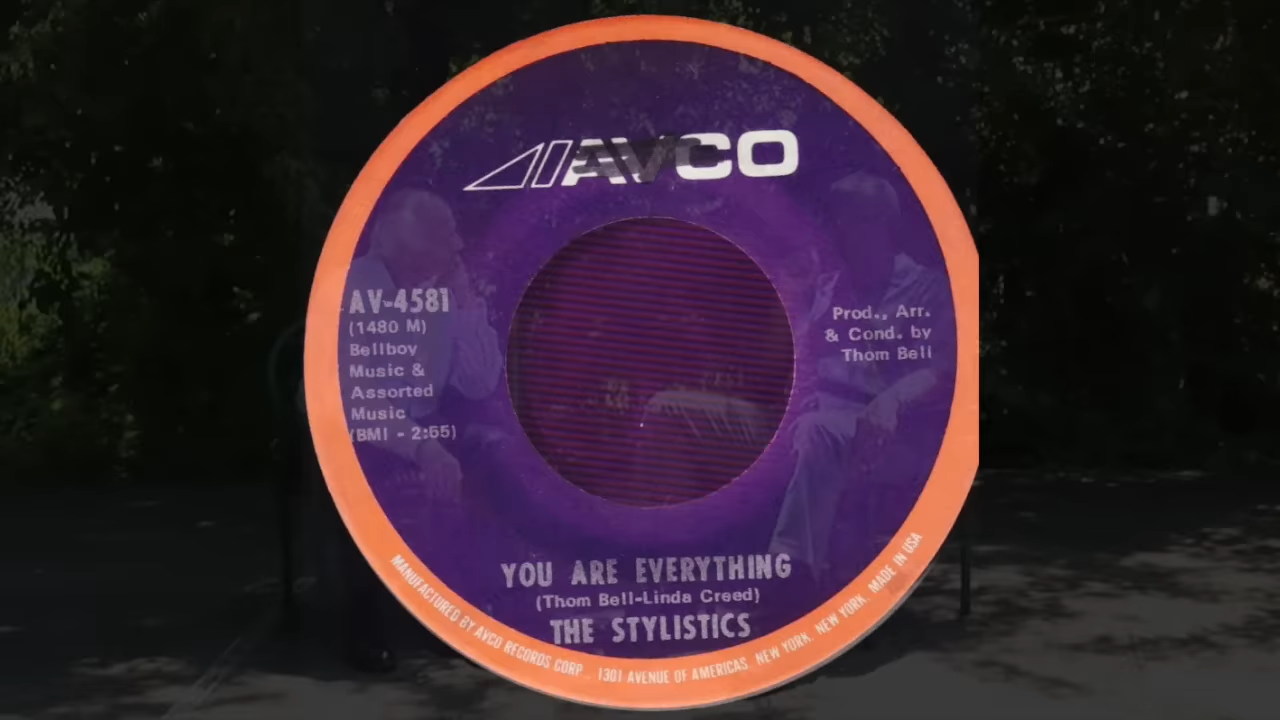 AVCO
AV-4581
(1480 M)
Bellboy
Music &
Assorted
Music
(BMI - 2:55)
Prod., Arr.
& Cond. by
Thom Bell
YOU ARE EVERYTHING
(Thom Bell-Linda Creed)
THE STYLISTICS
MANUFACTURED BY AVCO RECORDS CORP., 1301 AVENUE OF AMERICAS, NEW YORK, NEW YORK, MADE IN USA